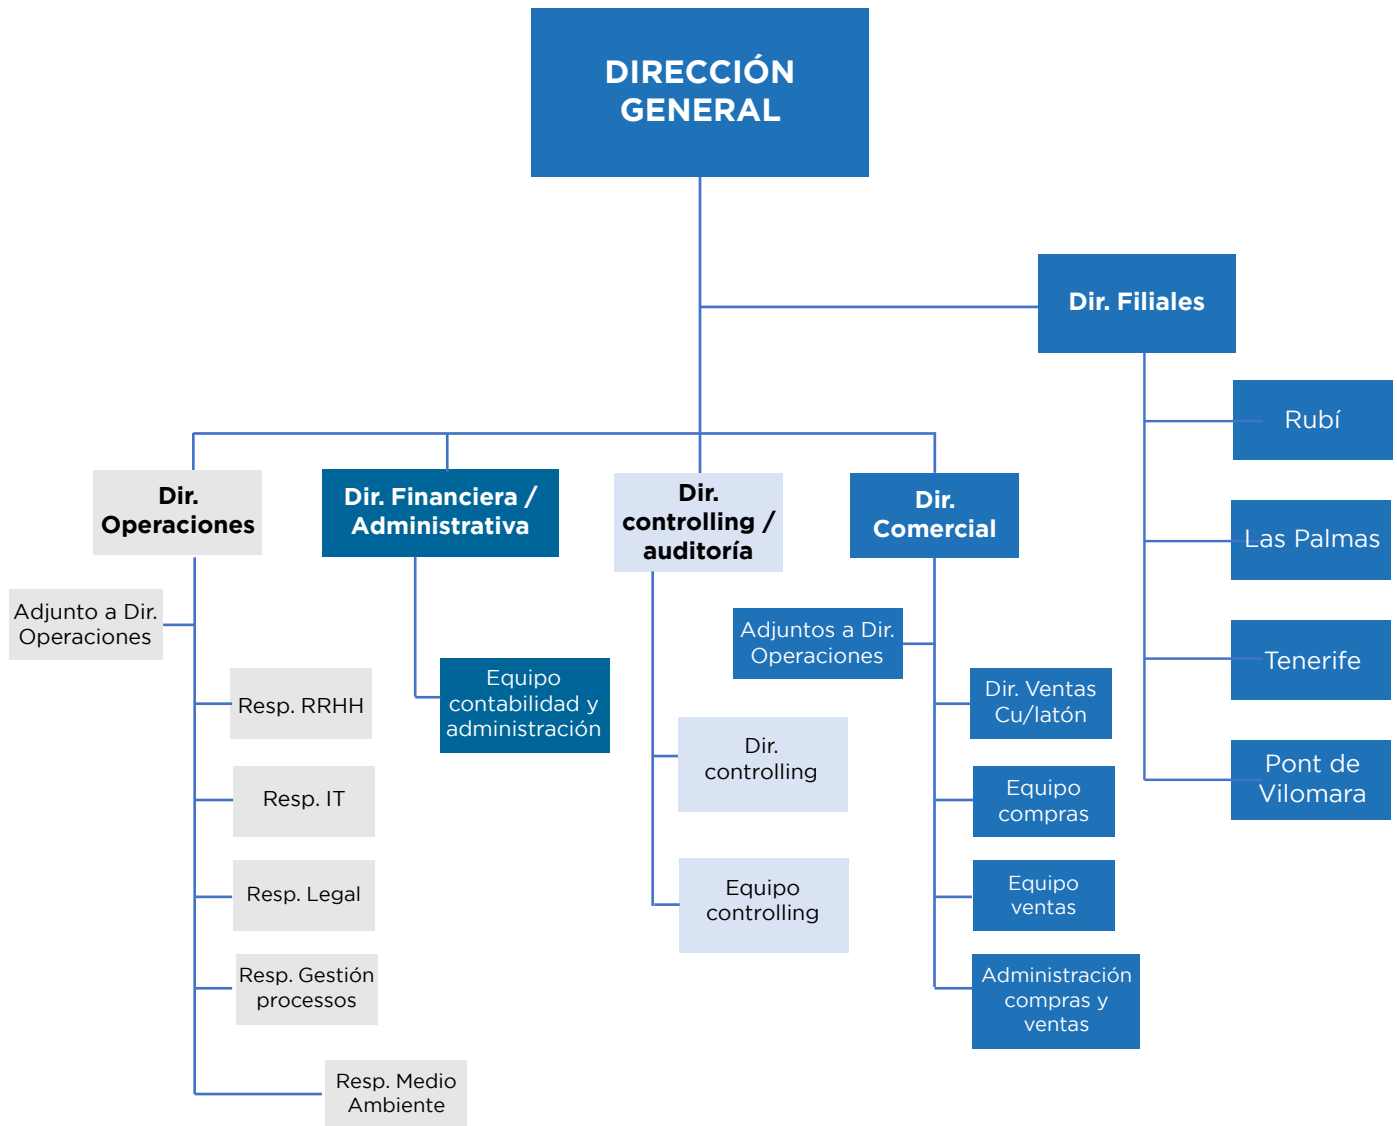 DIRECCIÓN
GENERAL
Dir. Filiales
Rubí
Las Palmas
Tenerife
Pont de
Vilomara
Dir.
Operaciones
Adjunto a Dir.
Operaciones
Resp. RRHH
Resp. IT
Resp. Legal
Resp. Gestión
processos
Resp. Medio
Ambiente
Dir. Financiera /
Administrativa
Equipo
contabilidad y
administración
Dir.
controlling /
auditoría
Dir.
controlling
Equipo
controlling
Dir.
Comercial
Adjuntos a Dir.
Operaciones
Dir. Ventas
Cu/latón
Equipo
compras
Equipo
ventas
Administración
compras y
ventas